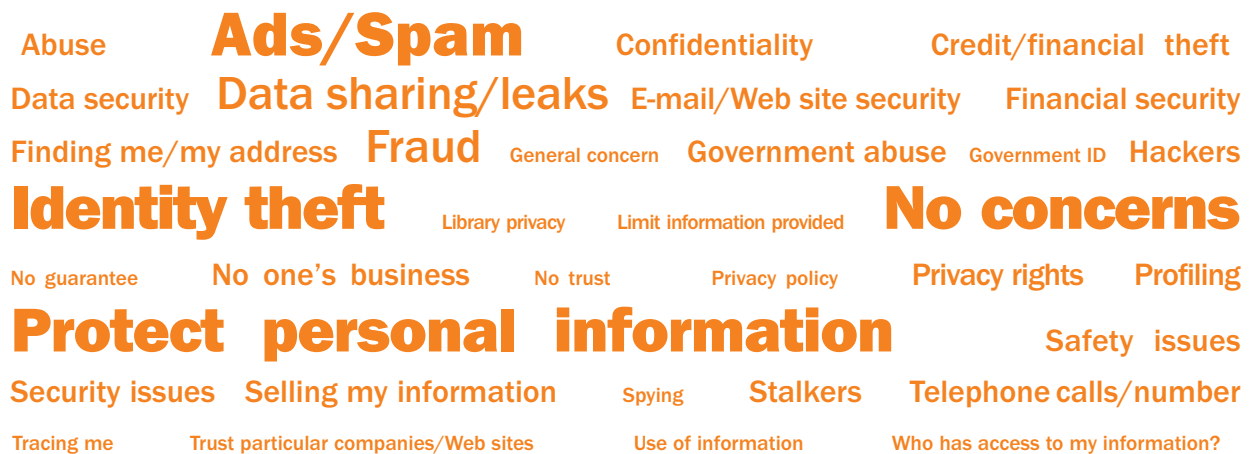 Abuse Ads/Spam Confidentiality Credit/financial theft
Data security Data sharing/leaks E-mail/Web site security Financial security
Finding me/my address Fraud General concern Government abuse Government ID Hackers
Identity theft Library privacy Limit information provided No concerns
No guarantee No one's business No trust Privacy policy Privacy rights Profiling
Protect personal information Safety issues
Security issues Selling my information Spying Stalkers Telephone calls/number
Tracing me Trust particular companies/Web sites Use of information Who has access to my information?